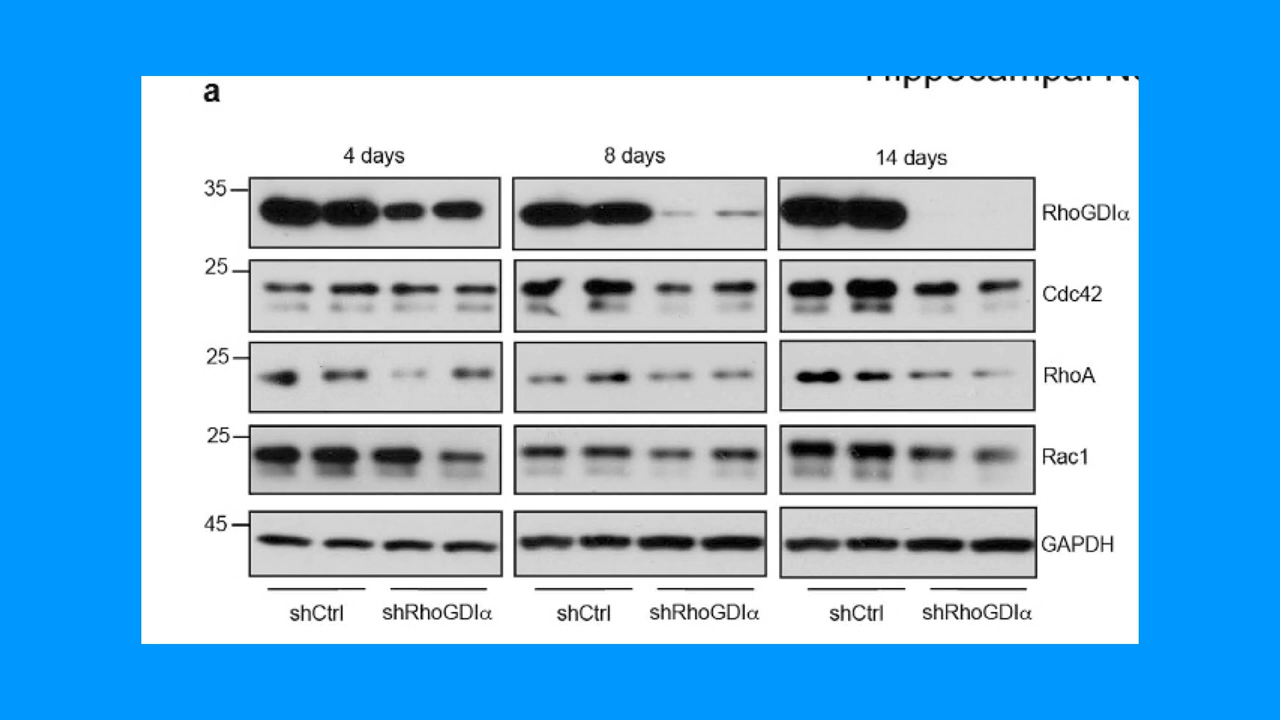 Hippocampal
a
4 days 8 days 14 days
35 RhoGDIα
25 Cdc42
25 RhoA
25 Rac1
45 GAPDH
shCtrl shRhoGDIα shCtrl shRhoGDIα shCtrl shRhoGDIα